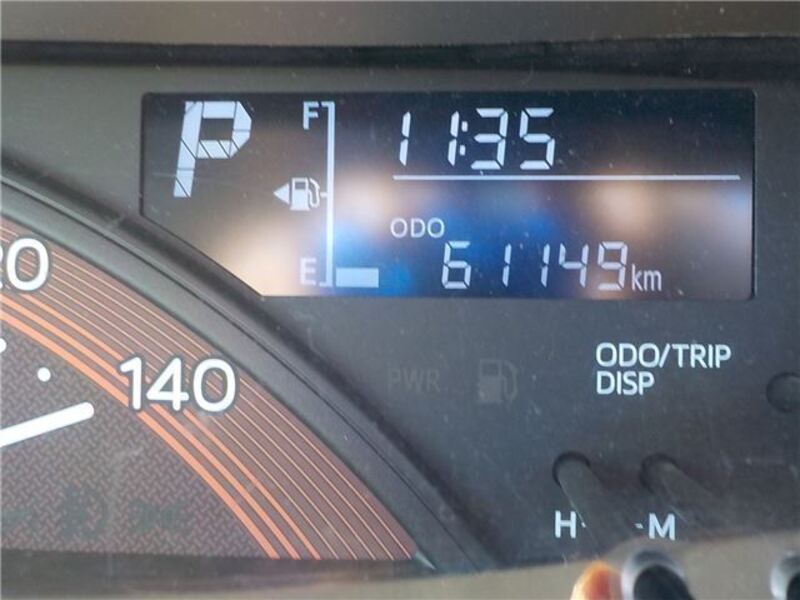 P
F
11:35
ODO
E
61149km
20
140
PWR
ODO/TRIP
DISP
H
M